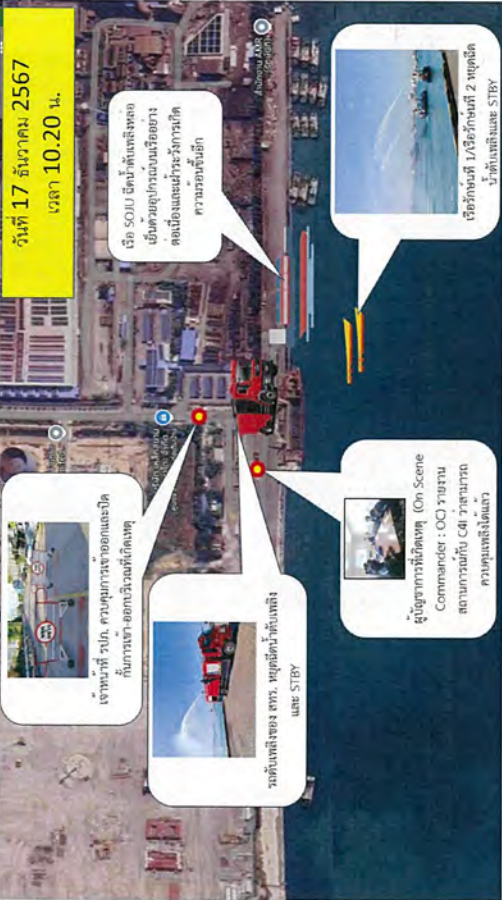 วันที่ 17 ธันวาคม 2567
เวลา 10.20 น.
เรือ SOJU ฉีดน้ำดับเพลิงหล่อ
เย็นด้วยอุปกรณ์บนเรืออย่าง
ต่อเนื่องและเฝ้าระวังการเกิด
ความร้อนขึ้นอีก
เรือรักษ์นที 1/เรือรักษ์นที 2 หยุดฉีด
น้ำดับเพลิงและ STBY
เจ้าหน้าที่ รปภ. ควบคุมการเข้าออกและปิด
กั้นการเข้า-ออกบริเวณที่เกิดเหตุ
รถดับเพลิงของ สทร. หยุดฉีดน้ำดับเพลิง
และ STBY
ผู้บัญชาการที่เกิดเหตุ (On Scene
Commander : OC) รายงาน
สถานการณ์กับ C4I ว่าสามารถ
ควบคุมเพลิงได้แล้ว